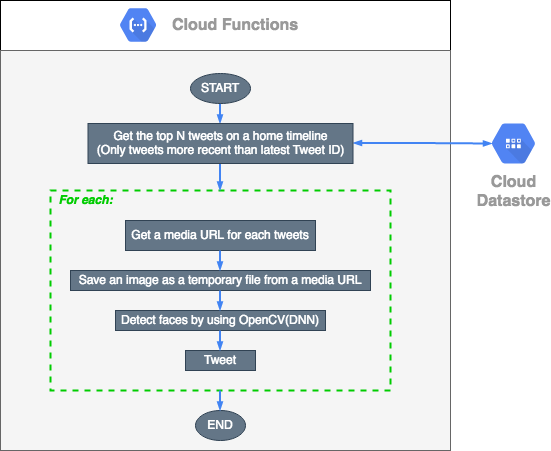 Cloud Functions
START
Get the top N tweets on a home timeline
(Only tweets more recent than latest Tweet ID)
Cloud
Datastore
For each:
Get a media URL for each tweets
Save an image as a temporary file from a media URL
Detect faces by using OpenCV(DNN)
Tweet
END